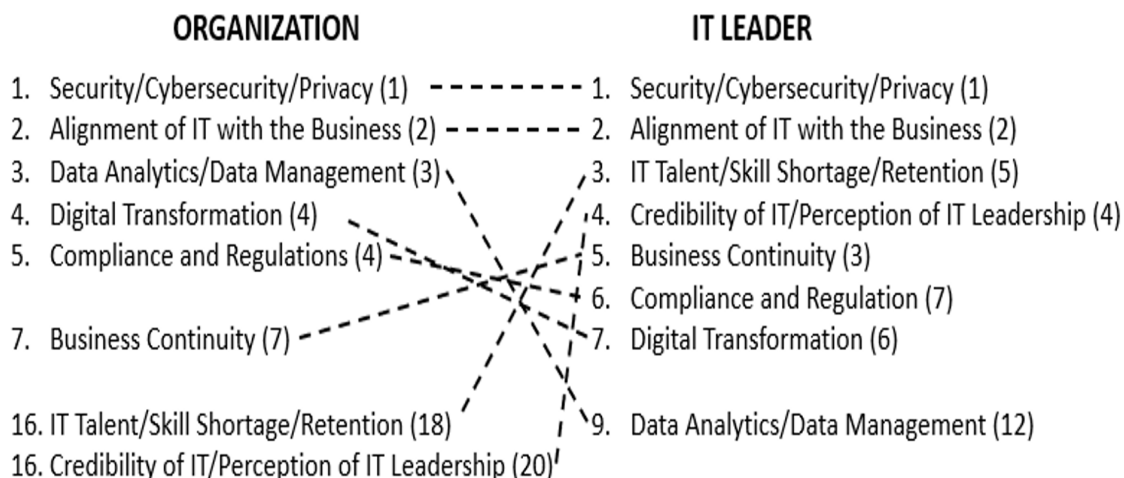 ORGANIZATION
1. Security/Cybersecurity/Privacy (1)
2. Alignment of IT with the Business (2)
3. Data Analytics/Data Management (3)
4. Digital Transformation (4)
5. Compliance and Regulations (4)
7. Business Continuity (7)
16. IT Talent/Skill Shortage/Retention (18)
16. Credibility of IT/Perception of IT Leadership (20)
IT LEADER
1. Security/Cybersecurity/Privacy (1)
2. Alignment of IT with the Business (2)
3. IT Talent/Skill Shortage/Retention (5)
4. Credibility of IT/Perception of IT Leadership (4)
5. Business Continuity (3)
6. Compliance and Regulation (7)
7. Digital Transformation (6)
9. Data Analytics/Data Management (12)